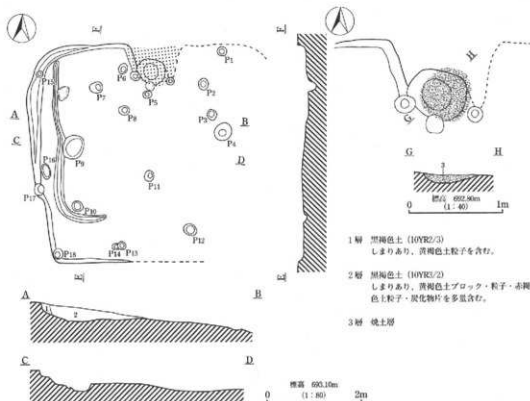 E
F
P15
P6
P1
P7
P5
P2
P8
P3
P4
A
B
C
D
P9
P16
P11
P17
P10
P12
P14
P13
P18
H
G
G
H
3
標高 692.80m
0
(1:40)
1m
1層 黒褐色土 (10YR2/3)
しまりあり、黄褐色土粒子を含む。
2層 黒褐色土 (10YR3/2)
しまりあり、黄褐色土ブロック・粒子・赤褐
色土粒子・炭化物片を多量含む。
3層 焼土層
A
B
2
C
D
標高 693.10m
0
(1:80)
2m